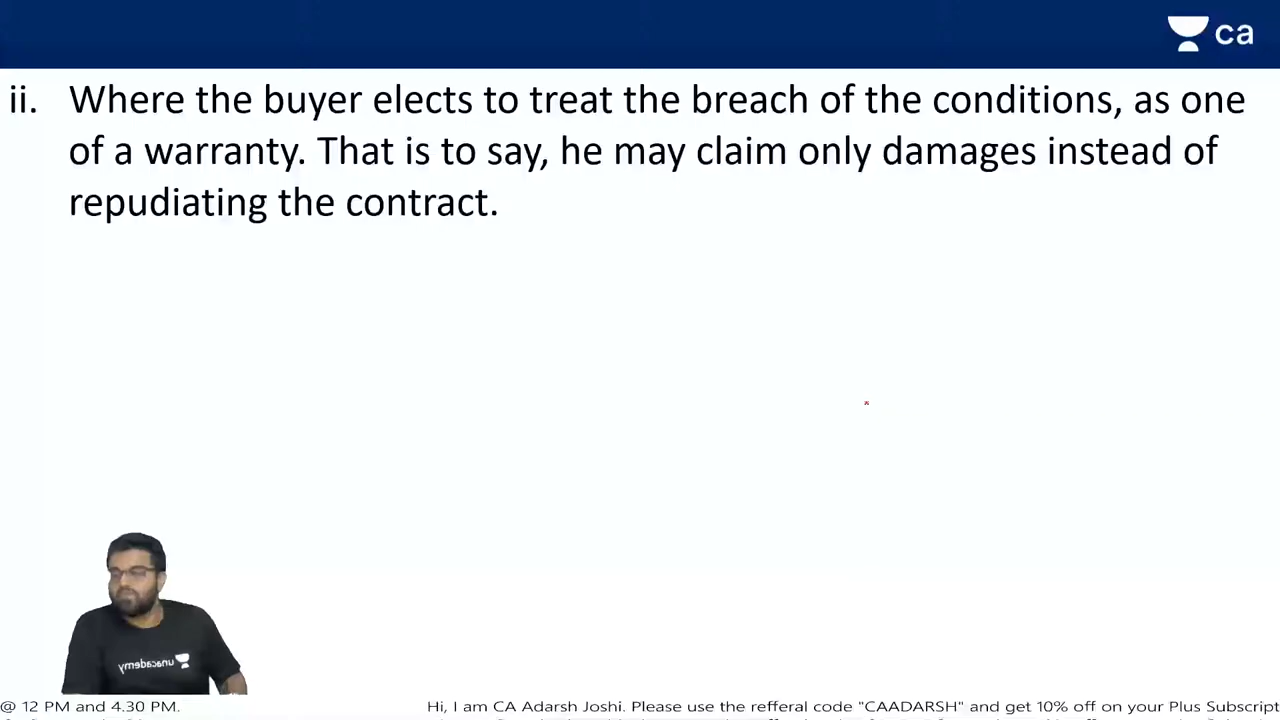 ca
ii. Where the buyer elects to treat the breach of the conditions, as one
of a warranty. That is to say, he may claim only damages instead of
repudiating the contract.
unacademy
@ 12 PM and 4.30 PM.
Hi, I am CA Adarsh Joshi. Please use the refferal code "CAADARSH" and get 10% off on your Plus Subscript